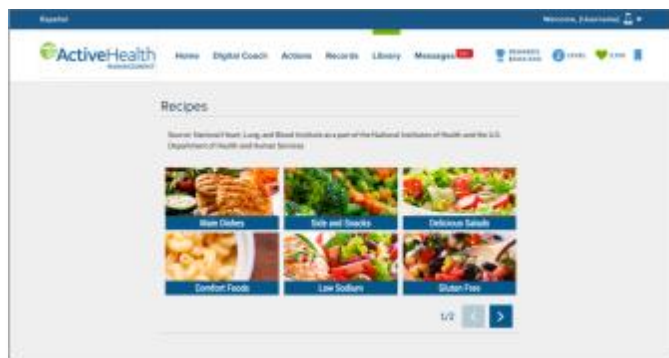 Español
Welcome,
ActiveHealth
MANAGEMENT
Home Digital Coach Actions Records Library Messages
REWARDS
LEVEL
Recipes
Source: National Heart, Lung, and Blood Institute as a part of the National Institutes of Health and the U.S.
Department of Health and Human Services
Main Dishes Side and Snacks Delicious Salads
Comfort Foods Low Sodium Gluten Free
1/2